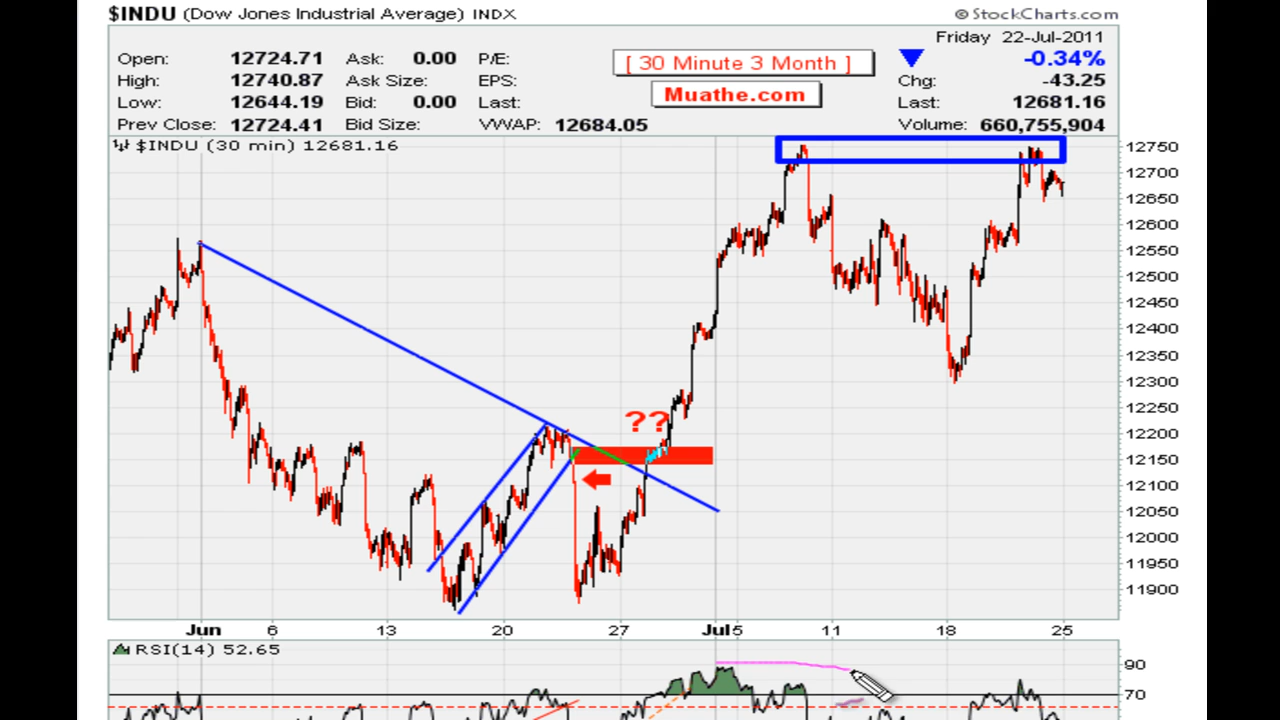 $INDU (Dow Jones Industrial Average) INDX © StockCharts.com
Friday 22-Jul-2011
Open: 12724.71 Ask: 0.00 P/E: [ 30 Minute 3 Month ] -0.34%
High: 12740.87 Ask Size: EPS: Chg: -43.25
Low: 12644.19 Bid: 0.00 Last: Muathe.com Last: 12681.16
Prev Close: 12724.41 Bid Size: VWAP: 12684.05 Volume: 660,755,904
$INDU (30 min) 12681.16
12750
12700
12650
12600
12550
12500
12450
12400
12350
12300
12250
??
12200
12150
12100
12050
12000
11950
11900
Jun 6 13 20 27 Jul 5 11 18 25
RSI(14) 52.65
90
70